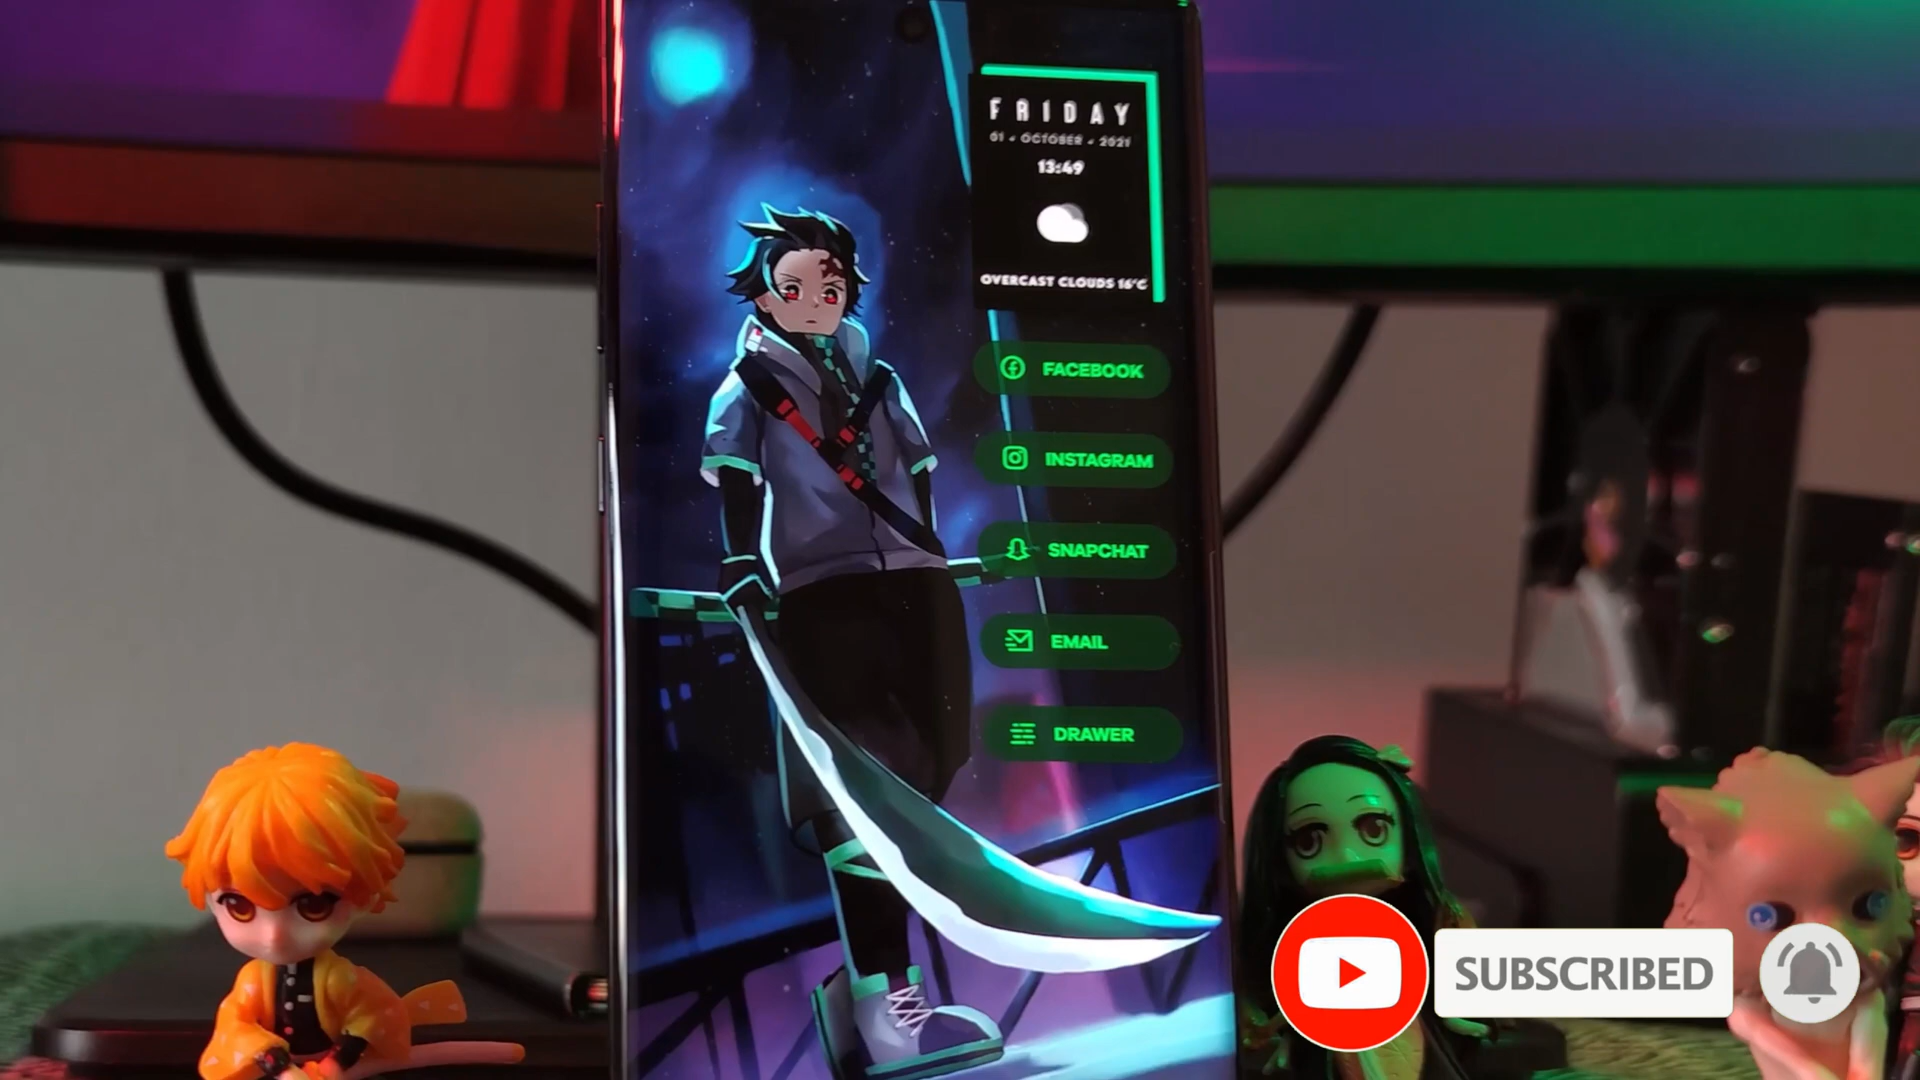 FRIDAY
01 - OCTOBER - 2021
13:49
OVERCAST CLOUDS 16°C
FACEBOOK
INSTAGRAM
SNAPCHAT
EMAIL
DRAWER
SUBSCRIBED